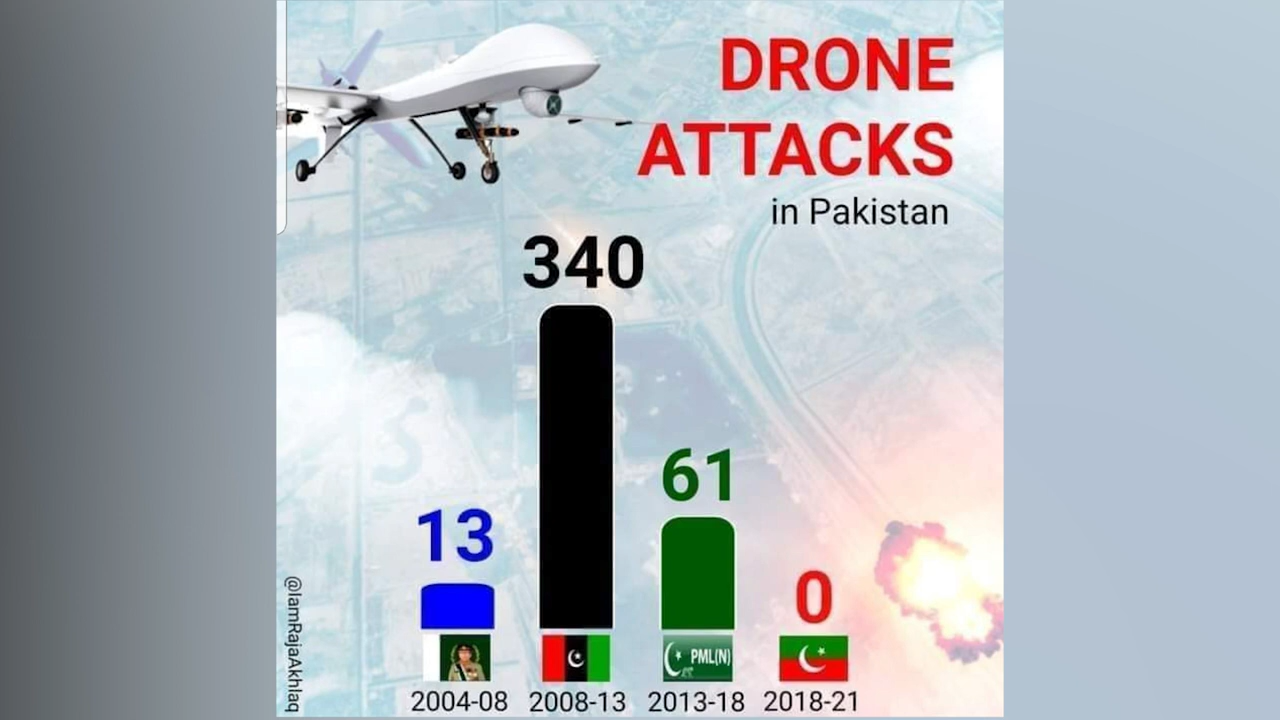 DRONE
ATTACKS
in Pakistan
340
61
13
0
PML(N)
2004-08 2008-13 2013-18 2018-21
@IamRajaAkhlaq